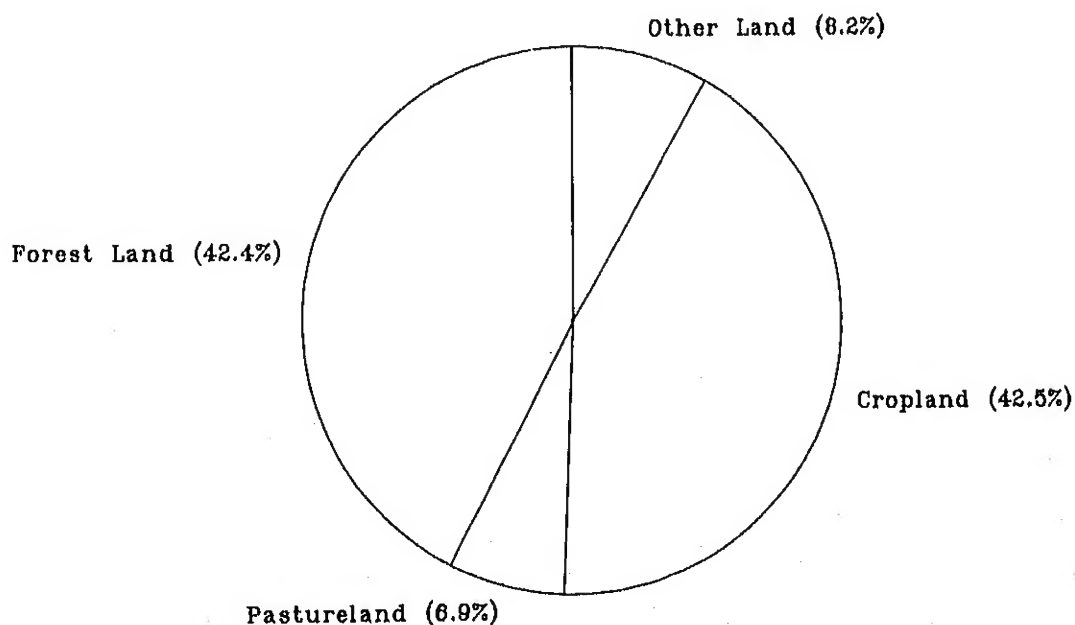 Other Land (8.2%)
Forest Land (42.4%)
Cropland (42.5%)
Pastureland (6.9%)